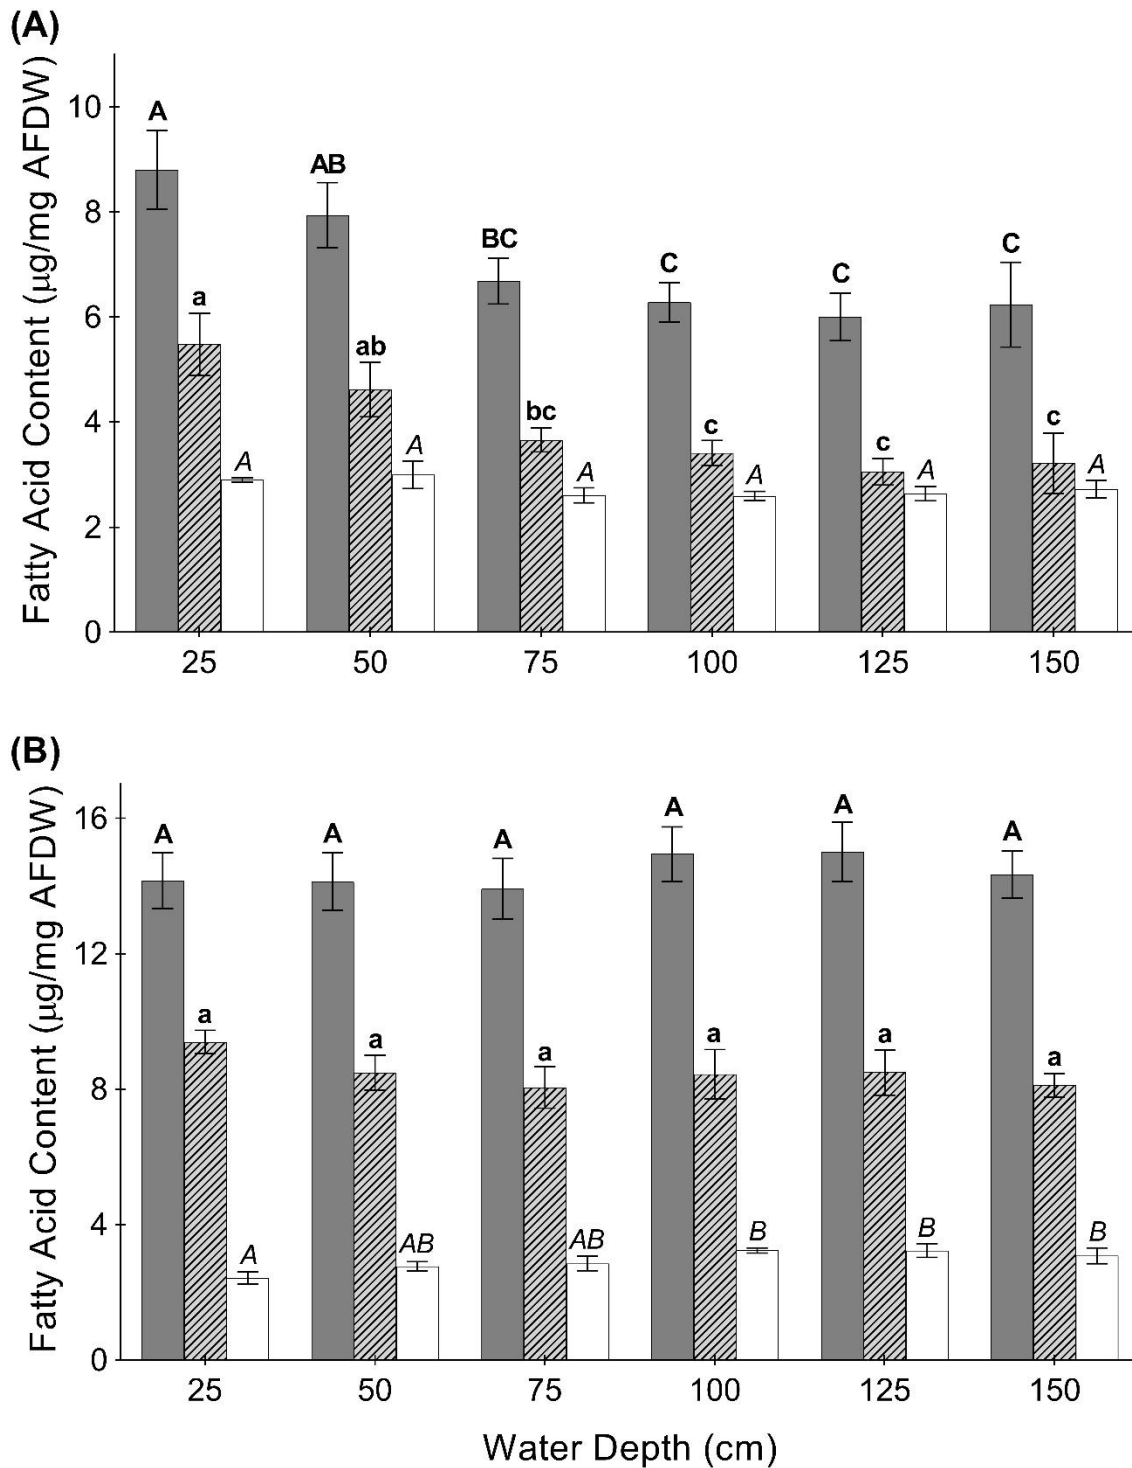 (A)
Fatty Acid Content (μg/mg AFDW)
10
8
6
4
2
0
A
a
A
AB
ab
A
BC
bc
A
C
c
A
C
c
A
C
c
A
25 50 75 100 125 150
(B)
Fatty Acid Content (μg/mg AFDW)
16
12
8
4
0
A
a
A
A
a
AB
A
a
AB
A
a
B
A
a
B
A
a
B
25 50 75 100 125 150
Water Depth (cm)